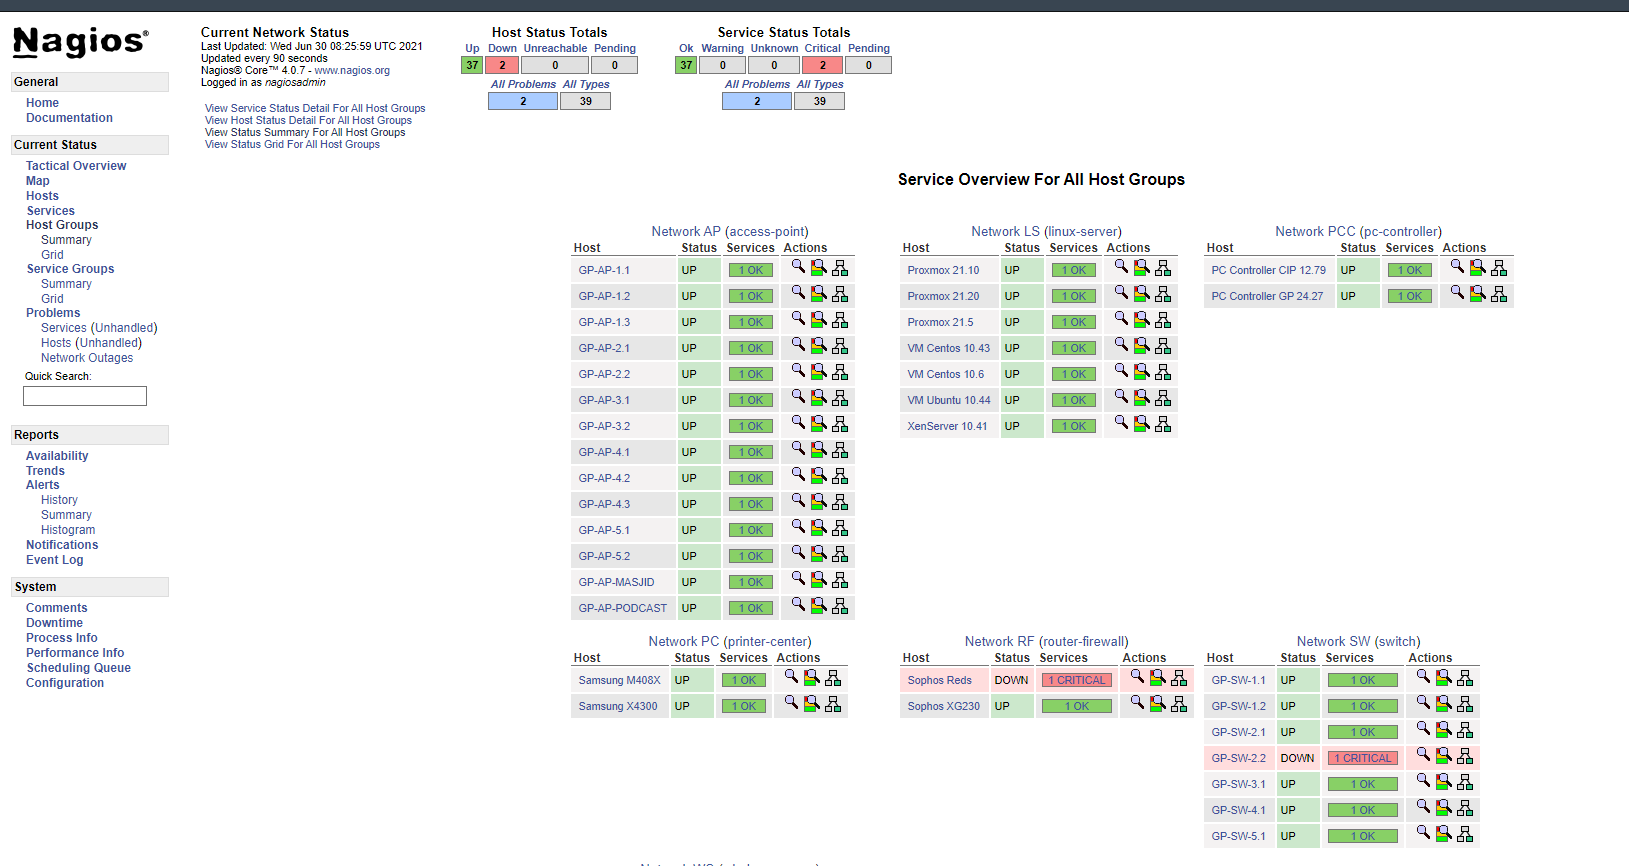 Nagios®
General
Home
Documentation
Current Status
Tactical Overview
Map
Hosts
Services
Host Groups
Summary
Grid
Service Groups
Summary
Grid
Problems
Services (Unhandled)
Hosts (Unhandled)
Network Outages
Quick Search:
Reports
Availability
Trends
Alerts
History
Summary
Histogram
Notifications
Event Log
System
Comments
Downtime
Process Info
Performance Info
Scheduling Queue
Configuration
Current Network Status
Last Updated: Wed Jun 30 08:25:59 UTC 2021
Updated every 90 seconds
Nagios® Core™ 4.0.7 - www.nagios.org
Logged in as nagiosadmin
View Service Status Detail For All Host Groups
View Host Status Detail For All Host Groups
View Status Summary For All Host Groups
View Status Grid For All Host Groups
Host Status Totals
Up Down Unreachable Pending
37 2 0 0
All Problems All Types
2 39
Service Status Totals
Ok Warning Unknown Critical Pending
37 0 0 2 0
All Problems All Types
2 39
Service Overview For All Host Groups
Network AP (access-point)
Host Status Services Actions
GP-AP-1.1 UP 1 OK
GP-AP-1.2 UP 1 OK
GP-AP-1.3 UP 1 OK
GP-AP-2.1 UP 1 OK
GP-AP-2.2 UP 1 OK
GP-AP-3.1 UP 1 OK
GP-AP-3.2 UP 1 OK
GP-AP-4.1 UP 1 OK
GP-AP-4.2 UP 1 OK
GP-AP-4.3 UP 1 OK
GP-AP-5.1 UP 1 OK
GP-AP-5.2 UP 1 OK
GP-AP-MASJID UP 1 OK
GP-AP-PODCAST UP 1 OK
Network LS (linux-server)
Host Status Services Actions
Proxmox 21.10 UP 1 OK
Proxmox 21.20 UP 1 OK
Proxmox 21.5 UP 1 OK
VM Centos 10.43 UP 1 OK
VM Centos 10.6 UP 1 OK
VM Ubuntu 10.44 UP 1 OK
XenServer 10.41 UP 1 OK
Network PCC (pc-controller)
Host Status Services Actions
PC Controller CIP 12.79 UP 1 OK
PC Controller GP 24.27 UP 1 OK
Network PC (printer-center)
Host Status Services Actions
Samsung M408X UP 1 OK
Samsung X4300 UP 1 OK
Network RF (router-firewall)
Host Status Services Actions
Sophos Reds DOWN 1 CRITICAL
Sophos XG230 UP 1 OK
Network SW (switch)
Host Status Services Actions
GP-SW-1.1 UP 1 OK
GP-SW-1.2 UP 1 OK
GP-SW-2.1 UP 1 OK
GP-SW-2.2 DOWN 1 CRITICAL
GP-SW-3.1 UP 1 OK
GP-SW-4.1 UP 1 OK
GP-SW-5.1 UP 1 OK